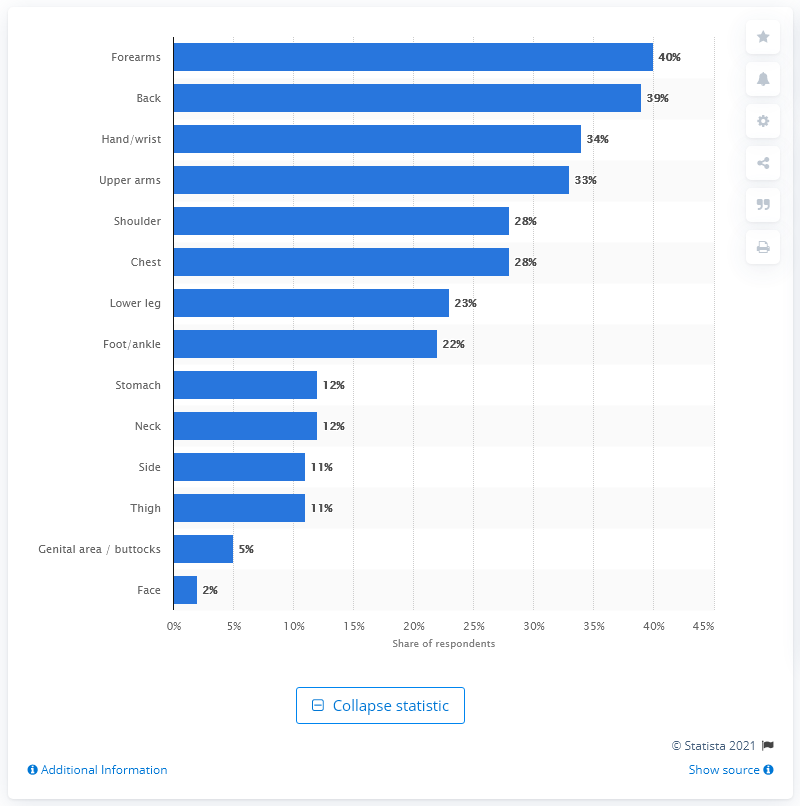 Forearms 40%
Back 39%
Hand/wrist 34%
Upper arms 33%
Shoulder 28%
Chest 28%
Lower leg 23%
Foot/ankle 22%
Stomach 12%
Neck 12%
Side 11%
Thigh 11%
Genital area / buttocks 5%
Face 2%
0% 5% 10% 15% 20% 25% 30% 35% 40% 45%
Share of respondents
Collapse statistic
© Statista 2021
Additional Information Show source